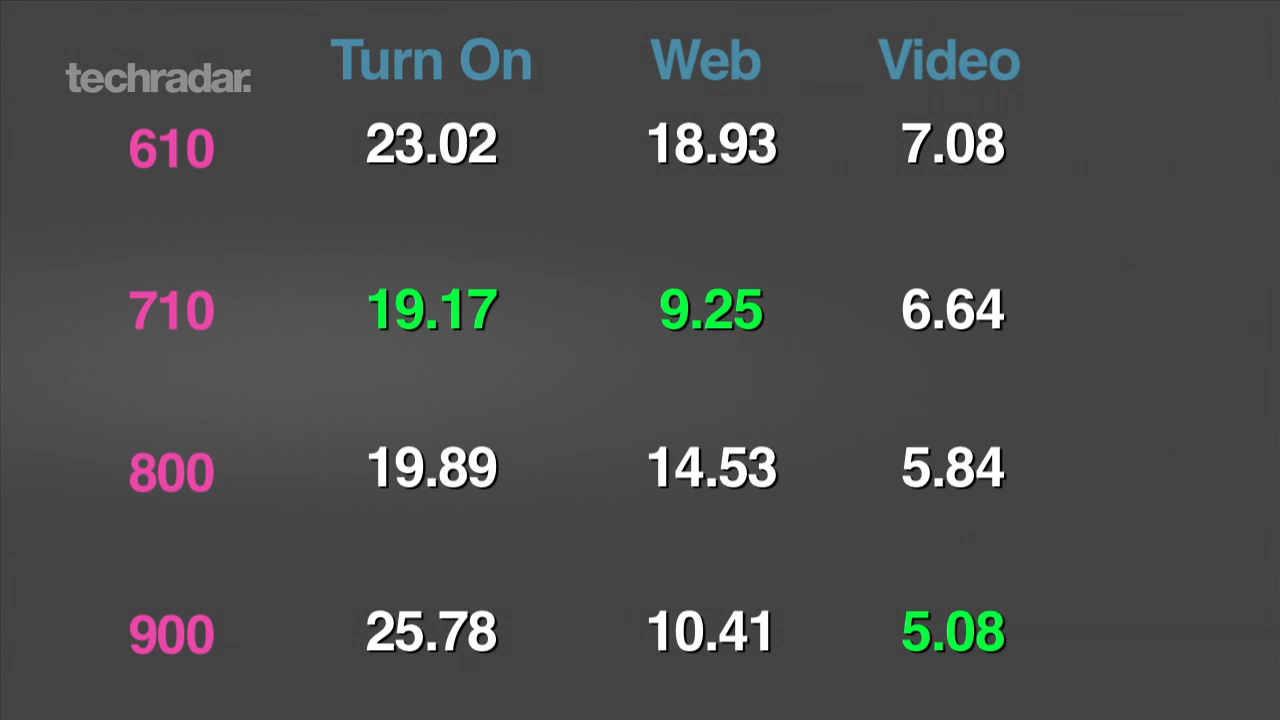 techradar. Turn On Web Video
610 23.02 18.93 7.08
710 19.17 9.25 6.64
800 19.89 14.53 5.84
900 25.78 10.41 5.08